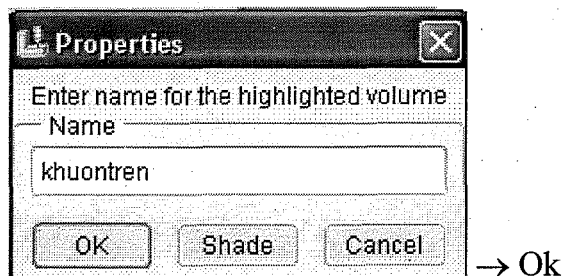 Properties
Enter name for the highlighted volume
Name
khuontren
OK Shade Cancel → Ok